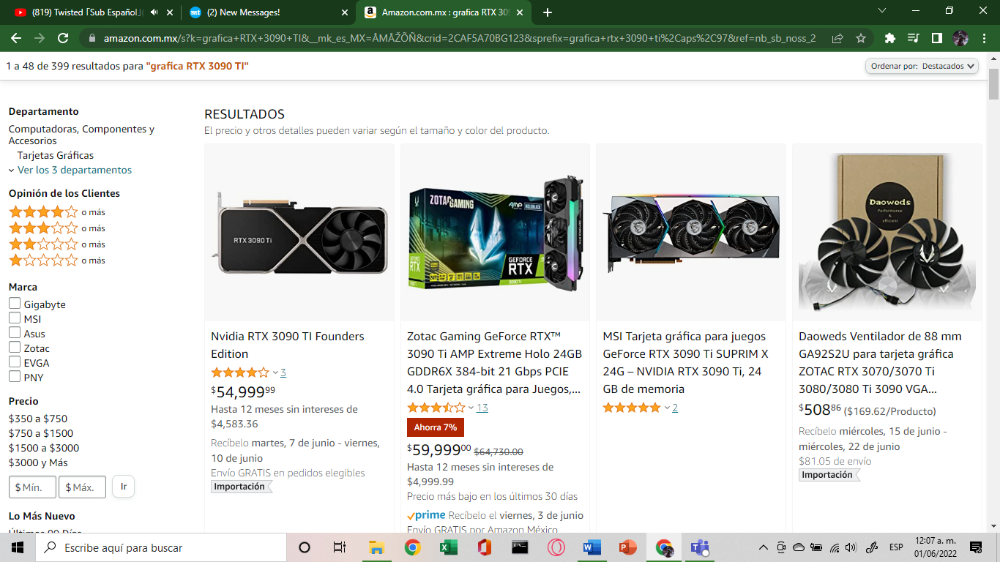 (819) Twisted「Sub Español」(
(2) New Messages!
Amazon.com.mx : grafica RTX 309
amazon.com.mx/s?k=grafica+RTX+3090+TI&__mk_es_MX=ÅMÅŽÕÑ&crid=2CAF5A70BG123&sprefix=grafica+rtx+3090+ti%2Caps%2C97&ref=nb_sb_noss_2
1 a 48 de 399 resultados para "grafica RTX 3090 TI"
Ordenar por: Destacados
Departamento
Computadoras, Componentes y
Accesorios
Tarjetas Gráficas
Ver los 3 departamentos
Opinión de los Clientes
o más
o más
o más
o más
Marca
Gigabyte
MSI
Asus
Zotac
EVGA
PNY
Precio
$350 a $750
$750 a $1500
$1500 a $3000
$3000 y Más
$ Mín.
$ Máx.
Ir
Lo Más Nuevo
Últimos 90 Días
RESULTADOS
El precio y otros detalles pueden variar según el tamaño y color del producto.
RTX 3090 Ti
Nvidia RTX 3090 TI Founders
Edition
3
$54,999.99
Hasta 12 meses sin intereses de
$4,583.36
Recíbelo martes, 7 de junio - viernes,
10 de junio
Envío GRATIS en pedidos elegibles
Importación
ZOTAC GAMING
AMP
HOLOBLACK
GEFORCE
RTX
3090 Ti
Zotac Gaming GeForce RTX™
3090 Ti AMP Extreme Holo 24GB
GDDR6X 384-bit 21 Gbps PCIE
4.0 Tarjeta gráfica para Juegos,...
13
Ahorra 7%
$59,999.00 $64,730.00
Hasta 12 meses sin intereses de
$4,999.99
Precio más bajo en los últimos 30 días
prime Recíbelo el viernes, 3 de junio
Envío GRATIS por Amazon México
MSI Tarjeta gráfica para juegos
GeForce RTX 3090 Ti SUPRIM X
24G – NVIDIA RTX 3090 Ti, 24
GB de memoria
2
Daoweds
Performance
&
efficient
Daoweds Ventilador de 88 mm
GA92S2U para tarjeta gráfica
ZOTAC RTX 3070/3070 Ti
3080/3080 Ti 3090 VGA...
$508.86 ($169.62/Producto)
Recíbelo miércoles, 15 de junio -
miércoles, 22 de junio
$81.05 de envío
Importación
Escribe aquí para buscar
ESP
12:07 a. m.
01/06/2022